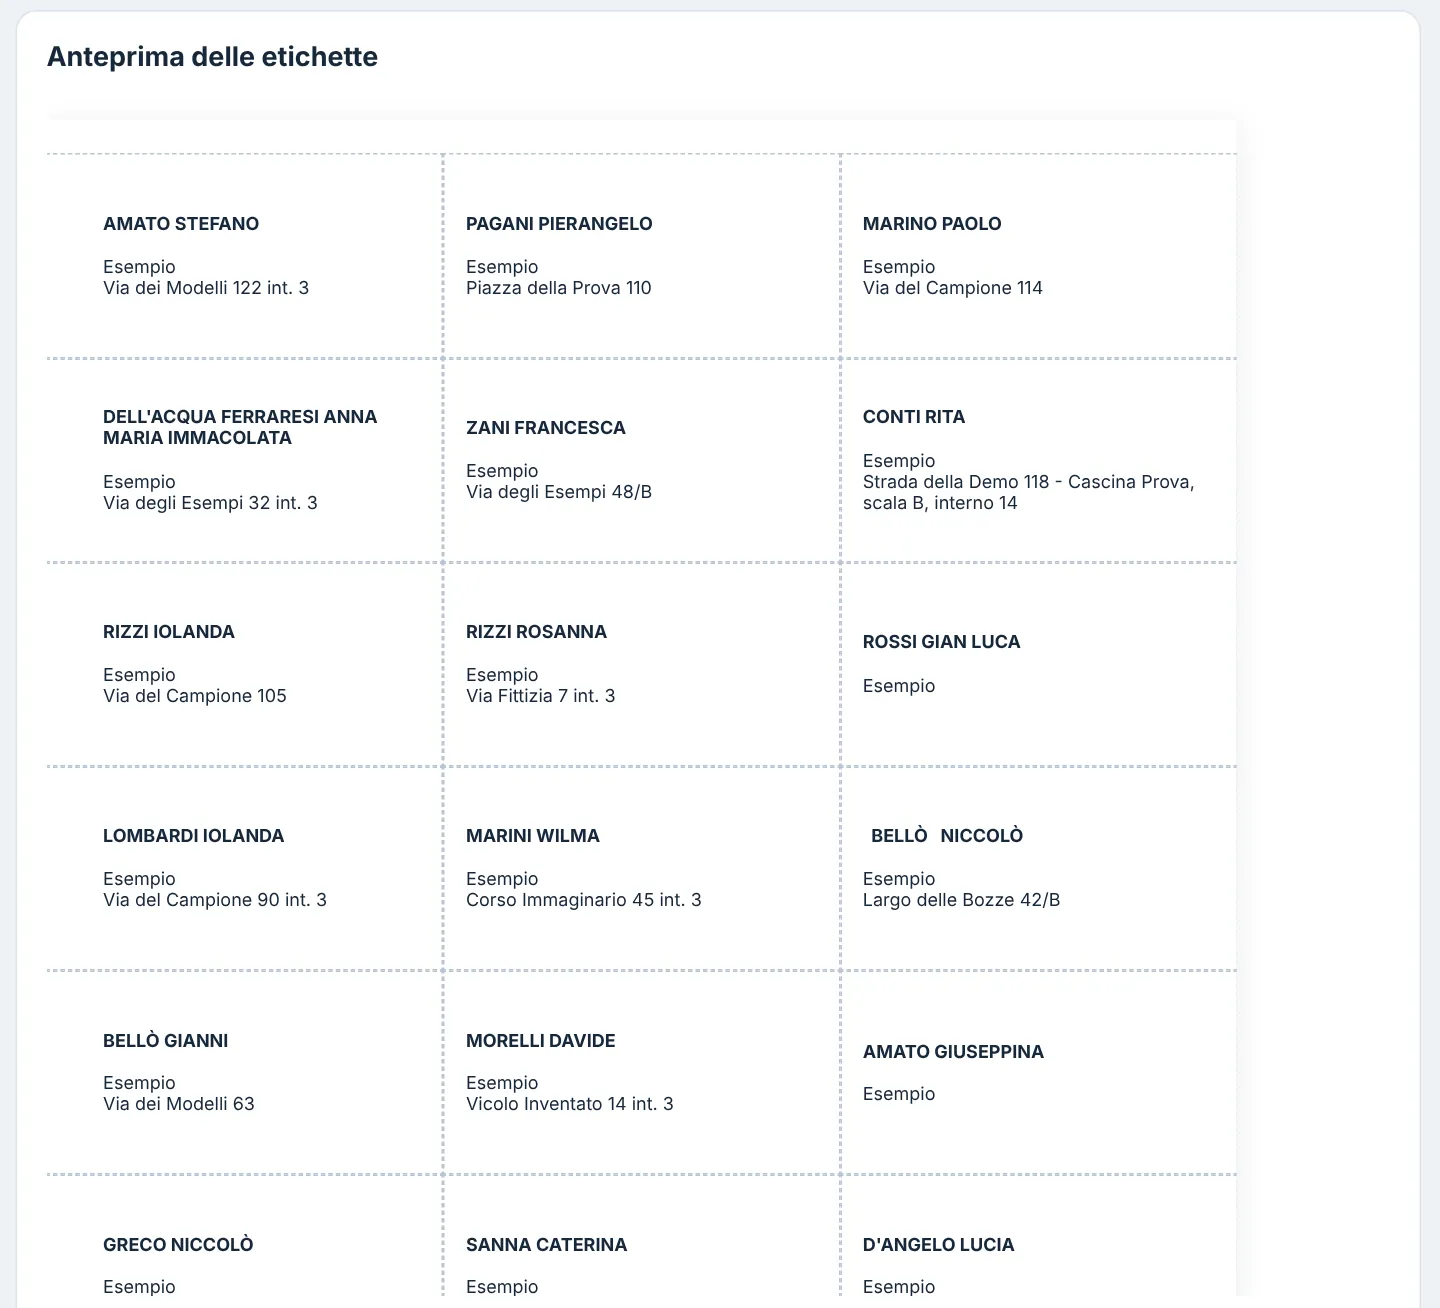 Anteprima delle etichette
AMATO STEFANO
Esempio
Via dei Modelli 122 int. 3
PAGANI PIERANGELO
Esempio
Piazza della Prova 110
MARINO PAOLO
Esempio
Via del Campione 114
DELL'ACQUA FERRARESI ANNA
MARIA IMMACOLATA
Esempio
Via degli Esempi 32 int. 3
ZANI FRANCESCA
Esempio
Via degli Esempi 48/B
CONTI RITA
Esempio
Strada della Demo 118 - Cascina Prova,
scala B, interno 14
RIZZI IOLANDA
Esempio
Via del Campione 105
RIZZI ROSANNA
Esempio
Via Fittizia 7 int. 3
ROSSI GIAN LUCA
Esempio
LOMBARDI IOLANDA
Esempio
Via del Campione 90 int. 3
MARINI WILMA
Esempio
Corso Immaginario 45 int. 3
BELLÒ   NICCOLÒ
Esempio
Largo delle Bozze 42/B
BELLÒ GIANNI
Esempio
Via dei Modelli 63
MORELLI DAVIDE
Esempio
Vicolo Inventato 14 int. 3
AMATO GIUSEPPINA
Esempio
GRECO NICCOLÒ
Esempio
SANNA CATERINA
Esempio
D'ANGELO LUCIA
Esempio